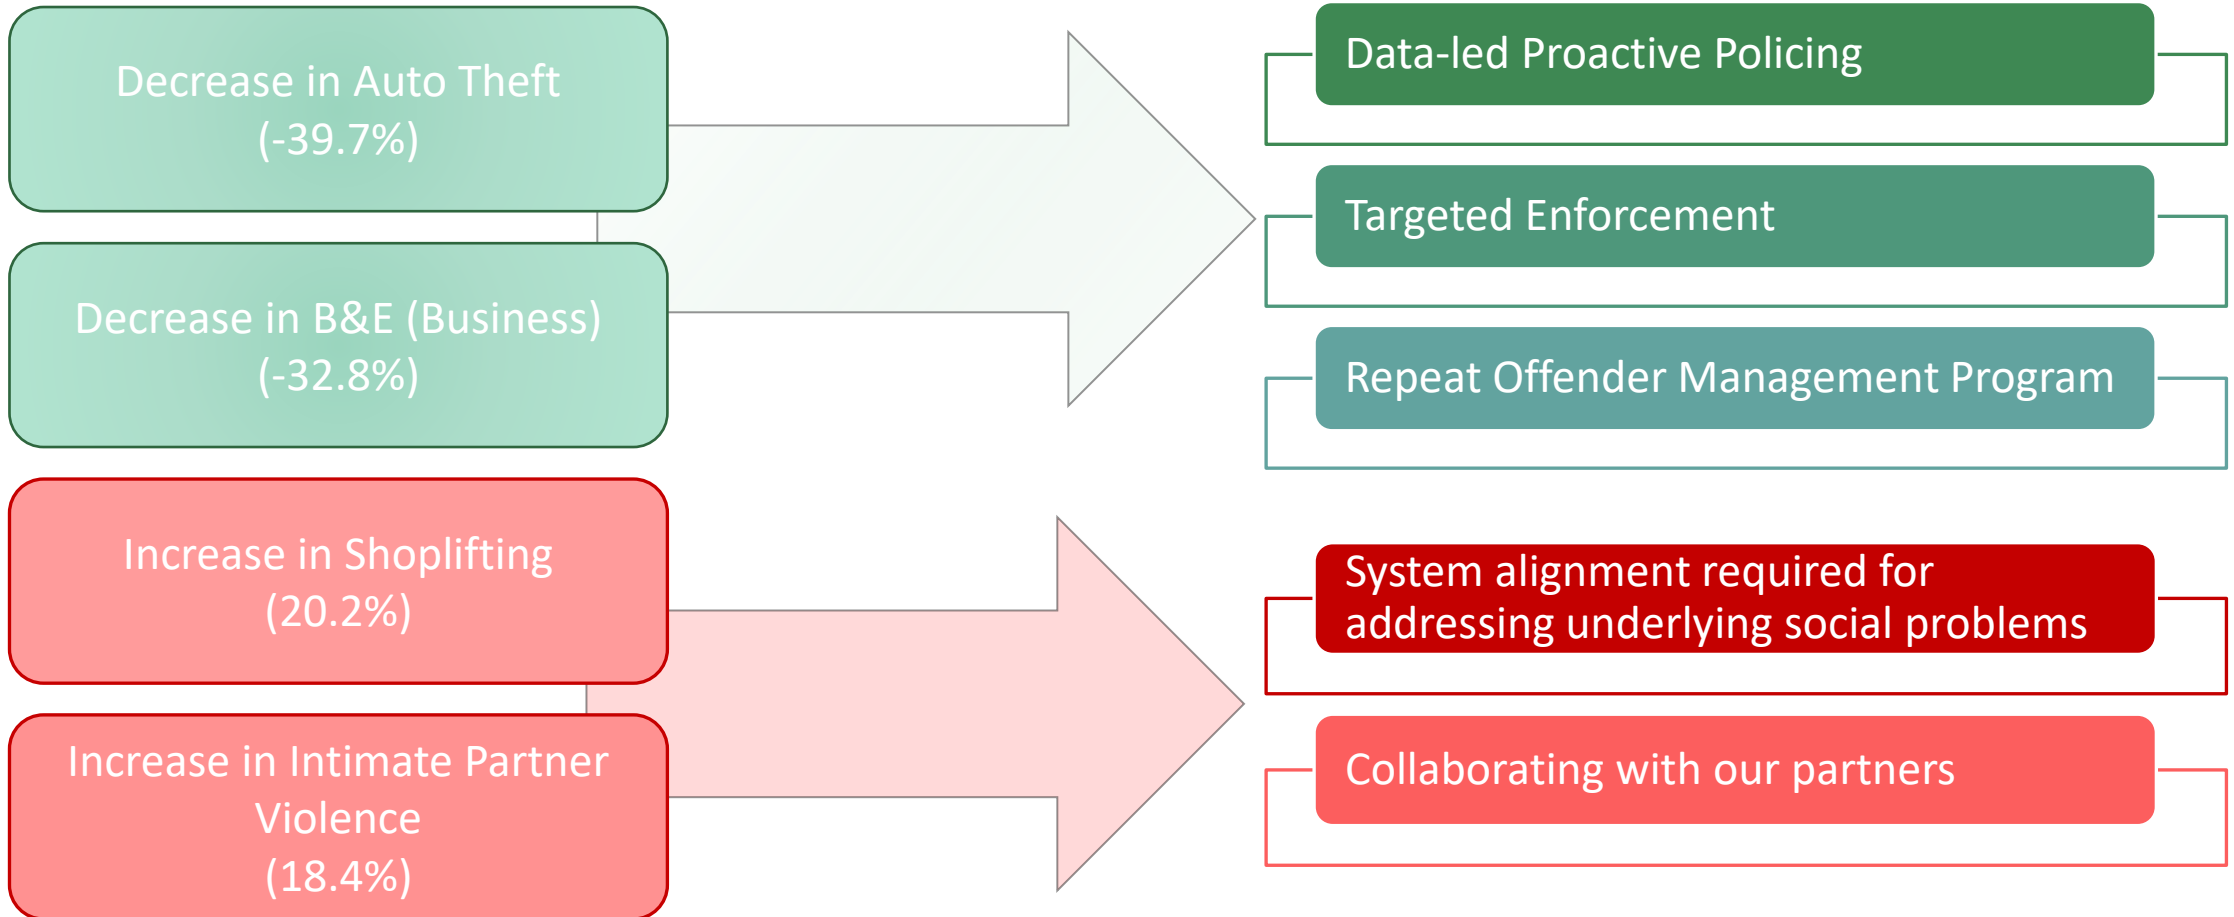 Decrease in Auto Theft
(-39.7%)
Decrease in B&E (Business)
(-32.8%)
Increase in Shoplifting
(20.2%)
Increase in Intimate Partner
Violence
(18.4%)
Data-led Proactive Policing
Targeted Enforcement
Repeat Offender Management Program
System alignment required for
addressing underlying social problems
Collaborating with our partners